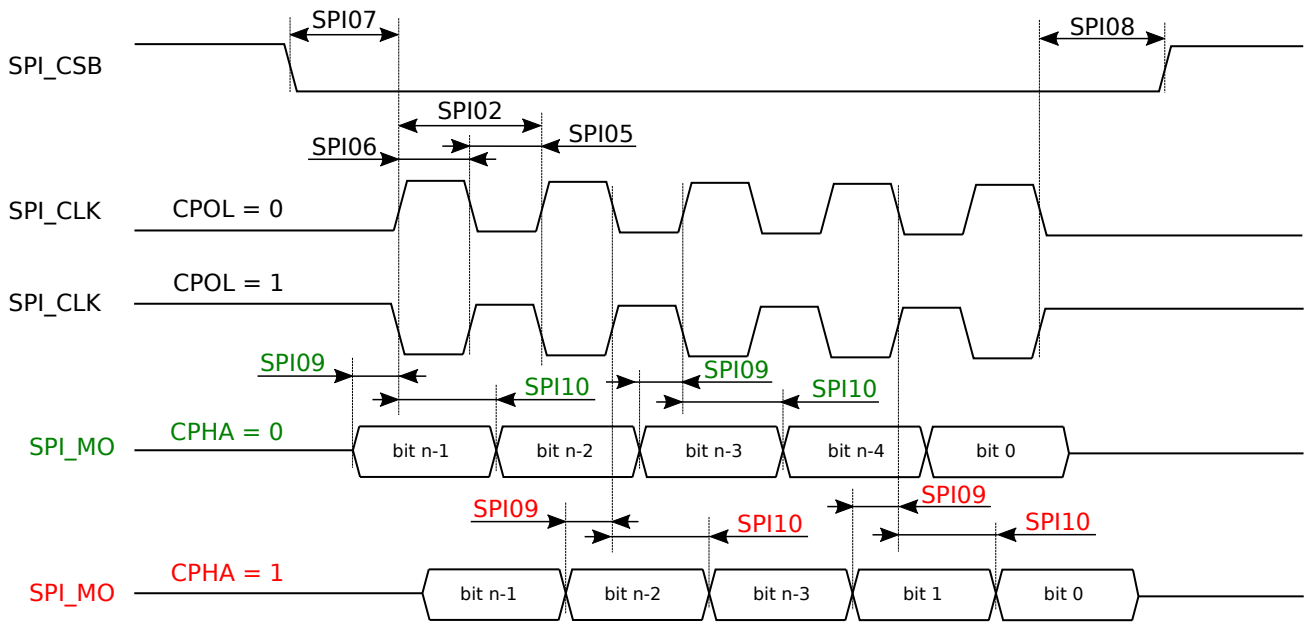 SPI07
SPI08
SPI_CSB
SPI02
SPI05
SPI06
SPI_CLK CPOL = 0
CPOL = 1
SPI_CLK
SPI09 SPI09
SPI10 SPI10
SPI_MO CPHA = 0
bit n-1 bit n-2 bit n-3 bit n-4 bit 0
SPI09 SPI09
SPI10 SPI10
CPHA = 1
SPI_MO bit n-1 bit n-2 bit n-3 bit 1 bit 0